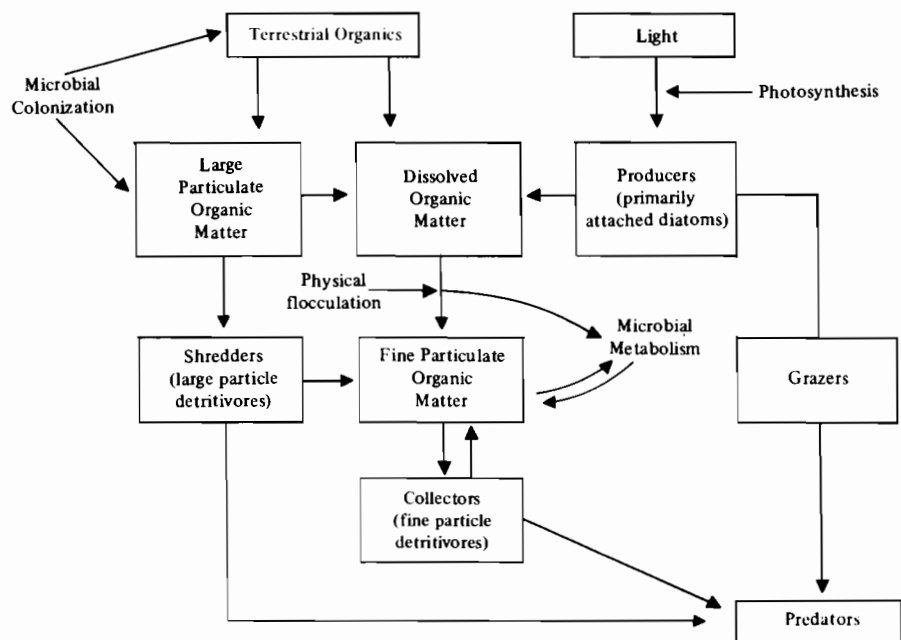 Terrestrial Organics
Light
Microbial
Colonization
Photosynthesis
Large
Particulate
Organic
Matter
Dissolved
Organic
Matter
Producers
(primarily
attached diatoms)
Physical
flocculation
Microbial
Metabolism
Shredders
(large particle
detritivores)
Fine Particulate
Organic
Matter
Grazers
Collectors
(fine particle
detritivores)
Predators